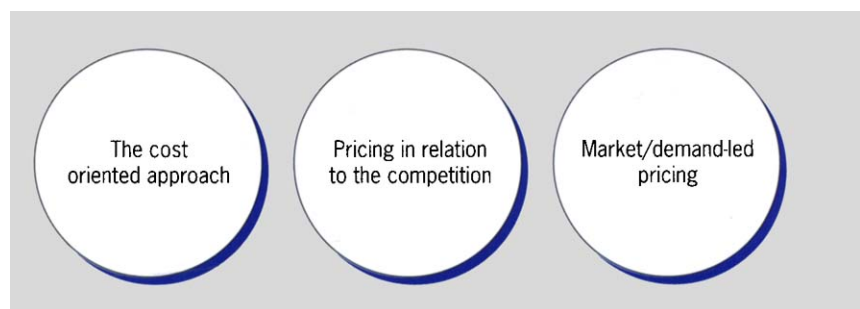 The cost
oriented approach
Pricing in relation
to the competition
Market/demand-led
pricing